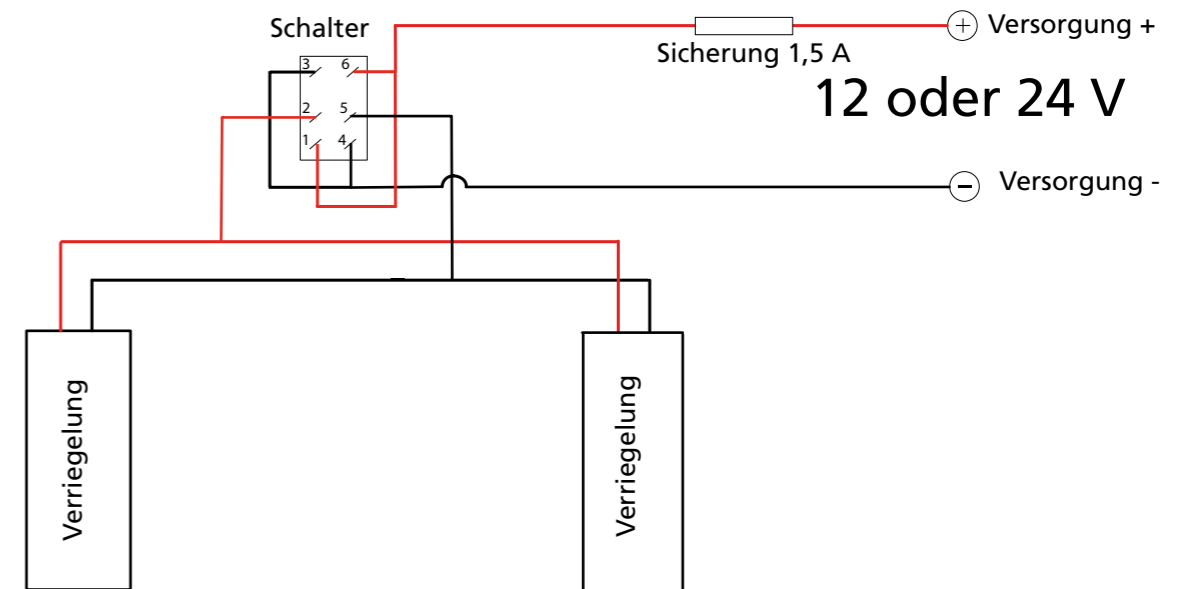 Schalter
Versorgung +
Sicherung 1,5 A
12 oder 24 V
3 6
2 5
1 4
Versorgung -
Verriegelung
Verriegelung